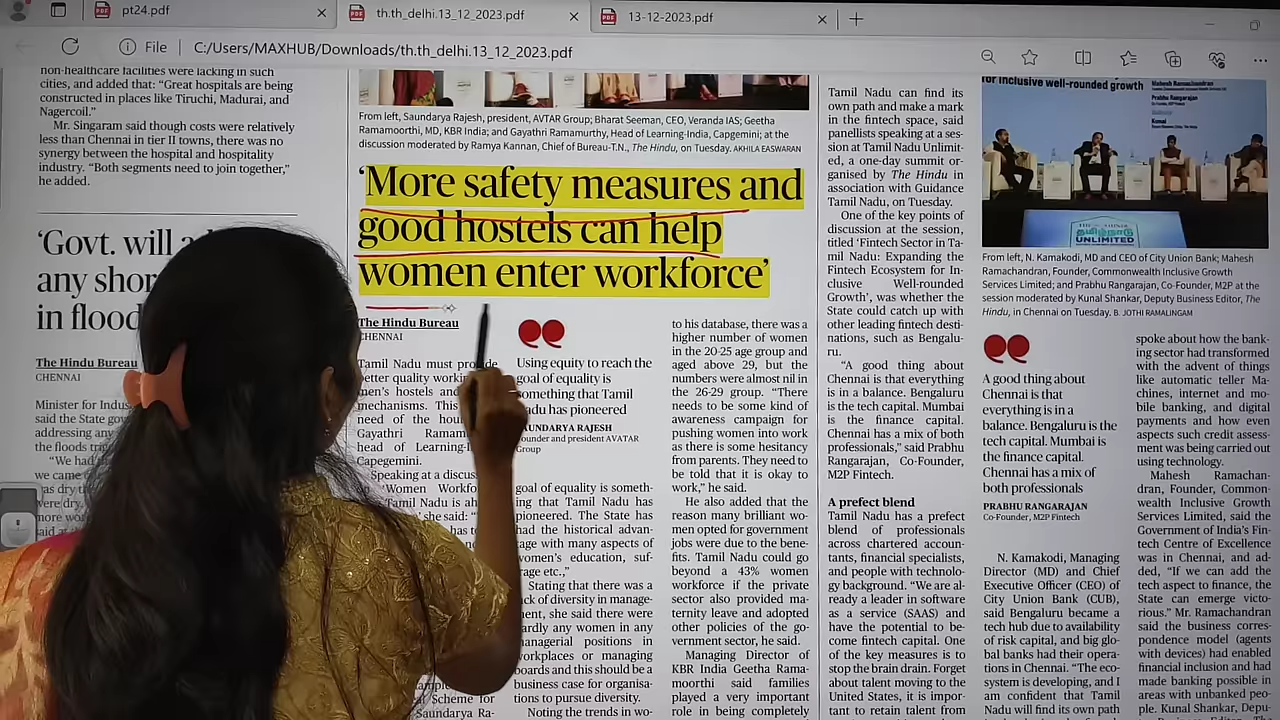 pt24.pdf
th.th_delhi.13_12_2023.pdf
13-12-2023.pdf
File
C:/Users/MAXHUB/Downloads/th.th_delhi.13_12_2023.pdf
non-healthcare facilities were lacking in such
cities, and added that: “Great hospitals are being
constructed in places like Tiruchi, Madurai, and
Nagercoil.”
Mr. Singaram said though costs were relatively
less than Chennai in tier II towns, there was no
synergy between the hospital and hospitality
industry. “Both segments need to join together,”
he added.
‘Govt. will
any shor
in flood
The Hindu Bureau
CHENNAI
Minister for Indus
said the State gov
addressing any
the floods
“We had
we came
was dry
were dry.
more
said
From left, Saundarya Rajesh, president, AVTAR Group; Bharat Seeman, CEO, Veranda IAS; Geetha
Ramamoorthi, MD, KBR India; and Gayathri Ramamurthy, Head of Learning-India, Capgemini; at the
discussion moderated by Ramya Kannan, Chief of Bureau-T.N., The Hindu, on Tuesday. AKHILA EASWARAN
‘More safety measures and
good hostels can help
women enter workforce’
The Hindu Bureau
CHENNAI
Tamil Nadu must provide
better quality
men’s hostels and
mechanisms. This
need of the hou
Gayathri Ramam
head of Learning-I
Capgemini.
Speaking at a discus
‘Women Workfo
Tamil Nadu is ah
she said: “
has
Scheme for
Saundarya Ra-
Using equity to reach the
goal of equality is
something that Tamil
Nadu has pioneered
SAUNDARYA RAJESH
Founder and president AVATAR
Group
goal of equality is someth-
ing that Tamil Nadu has
pioneered. The State has
had the historical advan-
tage with many aspects of
women’s education, suf-
rage etc.,”
Stating that there was a
lack of diversity in manage-
ment, she said there were
hardly any women in any
managerial positions in
workplaces or managing
boards and this should be a
business case for organisa-
tions to pursue diversity.
Noting the trends in wo-
to his database, there was a
higher number of women
in the 20-25 age group and
aged above 29, but the
numbers were almost nil in
the 26-29 group. “There
needs to be some kind of
awareness campaign for
pushing women into work
as there is some hesitancy
from parents. They need to
be told that it is okay to
work,” he said.
He also added that the
reason many brilliant wo-
men opted for government
jobs were due to the bene-
fits. Tamil Nadu could go
beyond a 43% women
workforce if the private
sector also provided ma-
ternity leave and adopted
other policies of the go-
vernment sector, he said.
Managing Director of
KBR India Geetha Rama-
moorthi said families
played a very important
role in being completely
Tamil Nadu can find its
own path and make a mark
in the fintech space, said
panellists speaking at a ses-
sion at Tamil Nadu Unlimit-
ed, a one-day summit or-
ganised by The Hindu in
association with Guidance
Tamil Nadu, on Tuesday.
One of the key points of
discussion at the session,
titled ‘Fintech Sector in Ta-
mil Nadu: Expanding the
Fintech Ecosystem for In-
clusive Well-rounded
Growth’, was whether the
State could catch up with
other leading fintech desti-
nations, such as Bengalu-
ru.
“A good thing about
Chennai is that everything
is in a balance. Bengaluru
is the tech capital. Mumbai
is the finance capital.
Chennai has a mix of both
professionals,” said Prabhu
Rangarajan, Co-Founder,
M2P Fintech.
A prefect blend
Tamil Nadu has a prefect
blend of professionals
across chartered accoun-
tants, financial specialists,
and people with technolo-
gy background. “We are al-
ready a leader in software
as a service (SAAS) and
have the potential to be-
come fintech capital. One
of the key measures is to
stop the brain drain. Forget
about talent moving to the
United States, it is impor-
tant to retain talent from
for inclusive well-rounded growth
Mahesh Ramachandran
Prabhu Rangarajan
Kunal
தமிழ்நாடு
UNLIMITED
From left, N. Kamakodi, MD and CEO of City Union Bank; Mahesh
Ramachandran, Founder, Commonwealth Inclusive Growth
Services Limited; and Prabhu Rangarajan, Co-Founder, M2P at the
session moderated by Kunal Shankar, Deputy Business Editor, The
Hindu, in Chennai on Tuesday. B. JOTHI RAMALINGAM
A good thing about
Chennai is that
everything is in a
balance. Bengaluru is the
tech capital. Mumbai is
the finance capital.
Chennai has a mix of
both professionals
PRABHU RANGARAJAN
Co-Founder, M2P Fintech
N. Kamakodi, Managing
Director (MD) and Chief
Executive Officer (CEO) of
City Union Bank (CUB),
said Bengaluru became a
tech hub due to availability
of risk capital, and big glo-
bal banks had their opera-
tions in Chennai. “The eco-
system is developing, and I
am confident that Tamil
Nadu will find its own path
spoke about how the bank-
ing sector had transformed
with the advent of things
like automatic teller Ma-
chines, internet and mo-
bile banking, and digital
payments and how even
aspects such credit assess-
ment was being carried out
using technology.
Mahesh Ramachan-
dran, Founder, Common-
wealth Inclusive Growth
Services Limited, said the
Government of India’s Fin-
tech Centre of Excellence
was in Chennai, and ad-
ded, “If we can add the
tech aspect to finance, the
State can emerge victo-
rious.” Mr. Ramachandran
said the business corres-
pondence model (agents
with devices) had enabled
financial inclusion and had
made banking possible in
areas with unbanked peo-
ple. Kunal Shankar, Depu-